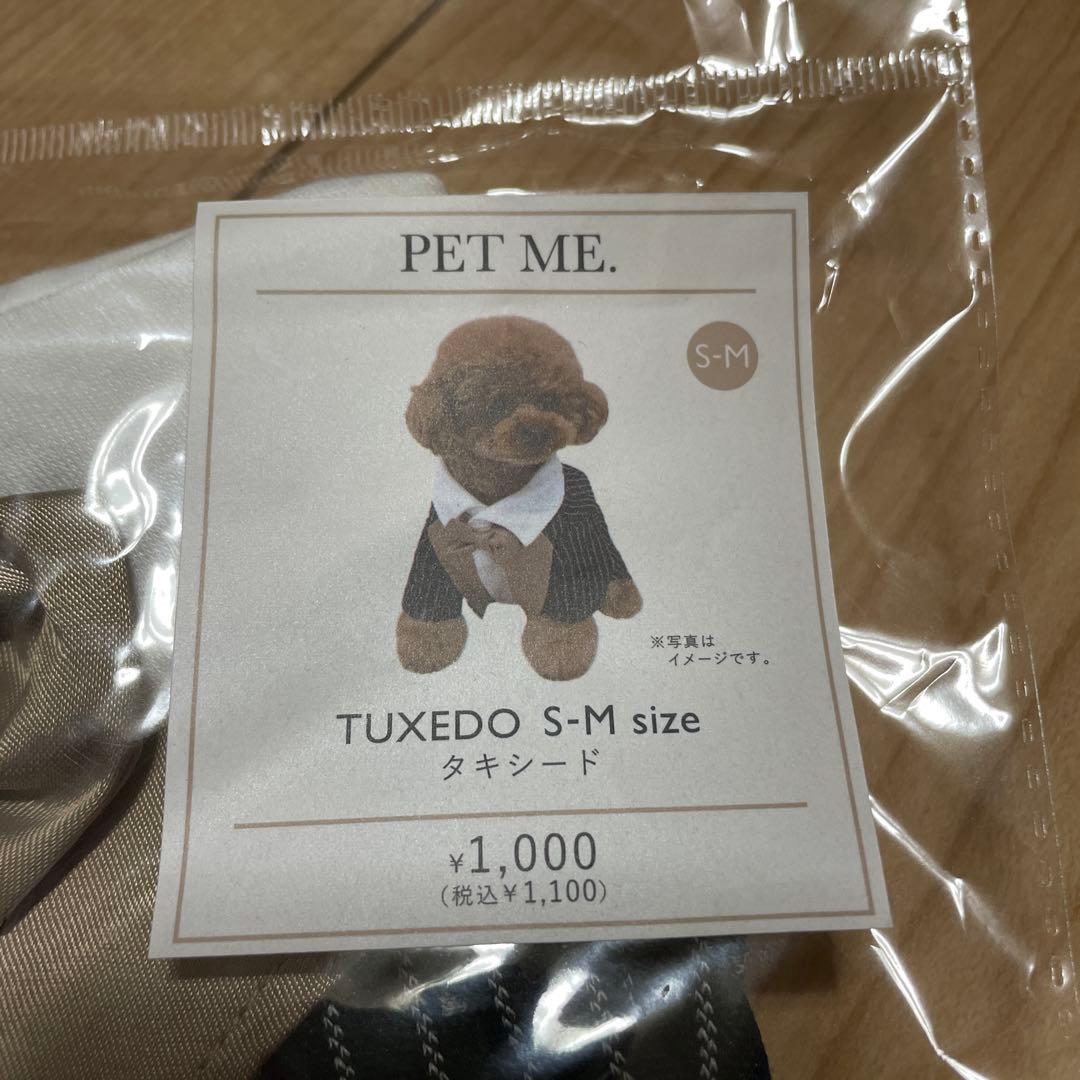 PET ME.
S-M
※写真は
イメージです。
TUXEDO S-M size
タキシード
¥1,000
(税込¥1,100)